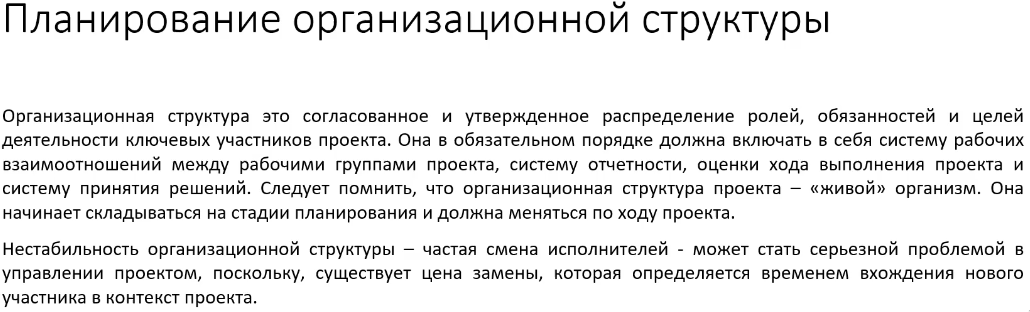 Планирование организационной структуры
Организационная структура это согласованное и утвержденное распределение ролей, обязанностей и целей
деятельности ключевых участников проекта. Она в обязательном порядке должна включать в себя систему рабочих
взаимоотношений между рабочими группами проекта, систему отчетности, оценки хода выполнения проекта и
систему принятия решений. Следует помнить, что организационная структура проекта – «живой» организм. Она
начинает складываться на стадии планирования и должна меняться по ходу проекта.
Нестабильность организационной структуры – частая смена исполнителей - может стать серьезной проблемой в
управлении проектом, поскольку, существует цена замены, которая определяется временем вхождения нового
участника в контекст проекта.